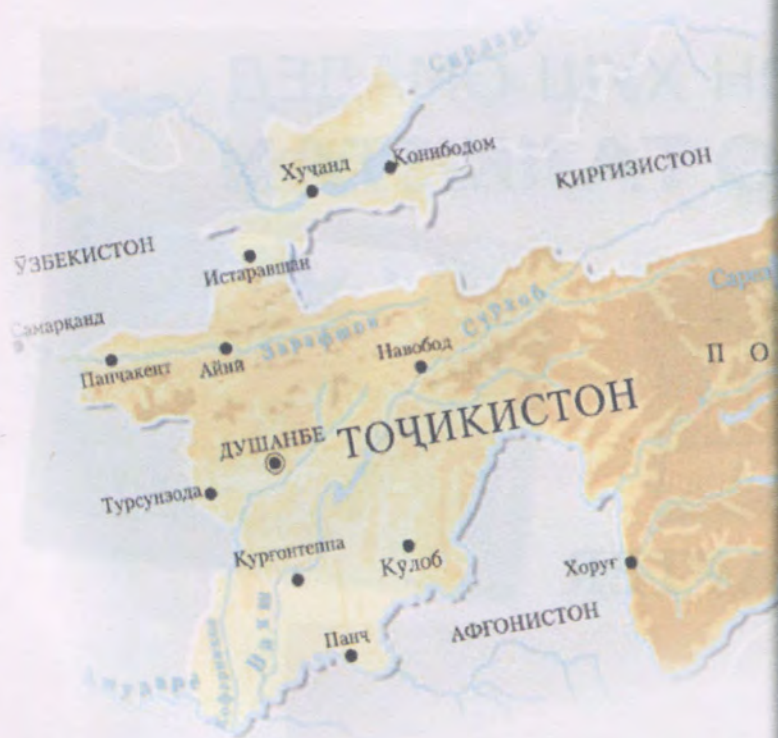 Сирдарё
Хуҷанд
Конибодом
ҚИРҒИЗИСТОН
ӮЗБЕКИСТОН
Истаравшан
Самарқанд
Зарафшон
Сурхоб
Панҷакент
Айнӣ
Навобод
П О
ДУШАНБЕ
ТОҶИКИСТОН
Турсунзода
Қурғонтеппа
Кӯлоб
Хоруғ
Вахш
Панҷ
АФҒОНИСТОН
Амударё